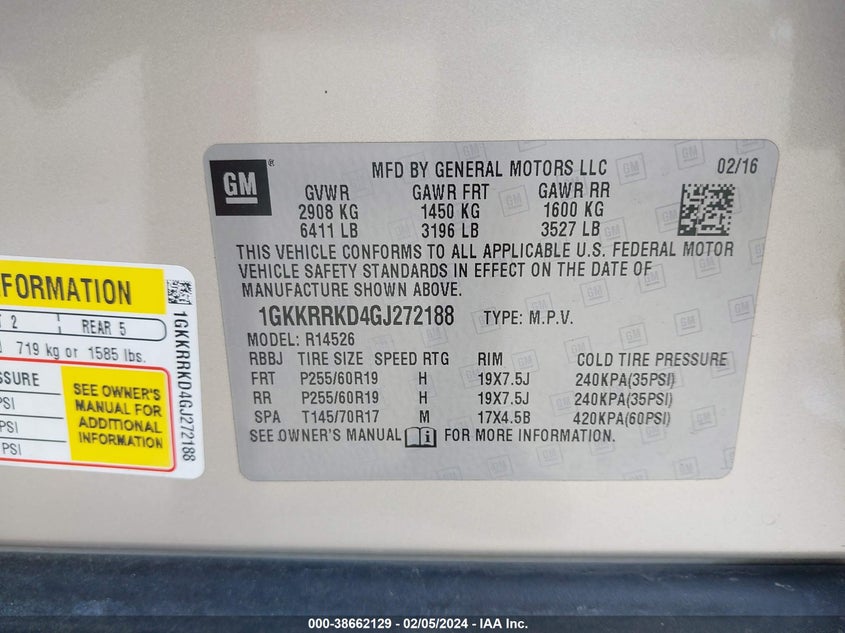 GM ®
MFD BY GENERAL MOTORS LLC 02/16
GVWR GAWR FRT GAWR RR
2908 KG 1450 KG 1600 KG
6411 LB 3196 LB 3527 LB
THIS VEHICLE CONFORMS TO ALL APPLICABLE U.S. FEDERAL MOTOR
VEHICLE SAFETY STANDARDS IN EFFECT ON THE DATE OF
MANUFACTURE SHOWN ABOVE.
1GKKRRKD4GJ272188 TYPE: M.P.V.
MODEL: R14526
RBBJ TIRE SIZE SPEED RTG RIM COLD TIRE PRESSURE
FRT P255/60R19 H 19X7.5J 240KPA(35PSI)
RR P255/60R19 H 19X7.5J 240KPA(35PSI)
SPA T145/70R17 M 17X4.5B 420KPA(60PSI)
SEE OWNER'S MANUAL FOR MORE INFORMATION.
FORMATION
2 REAR 5
719 kg or 1585 lbs.
SSURE
PSI
PSI
PSI
SEE OWNER'S
MANUAL FOR
ADDITIONAL
INFORMATION
1GKKRRKD4GJ272188
000-38662129 - 02/05/2024 - IAA Inc.